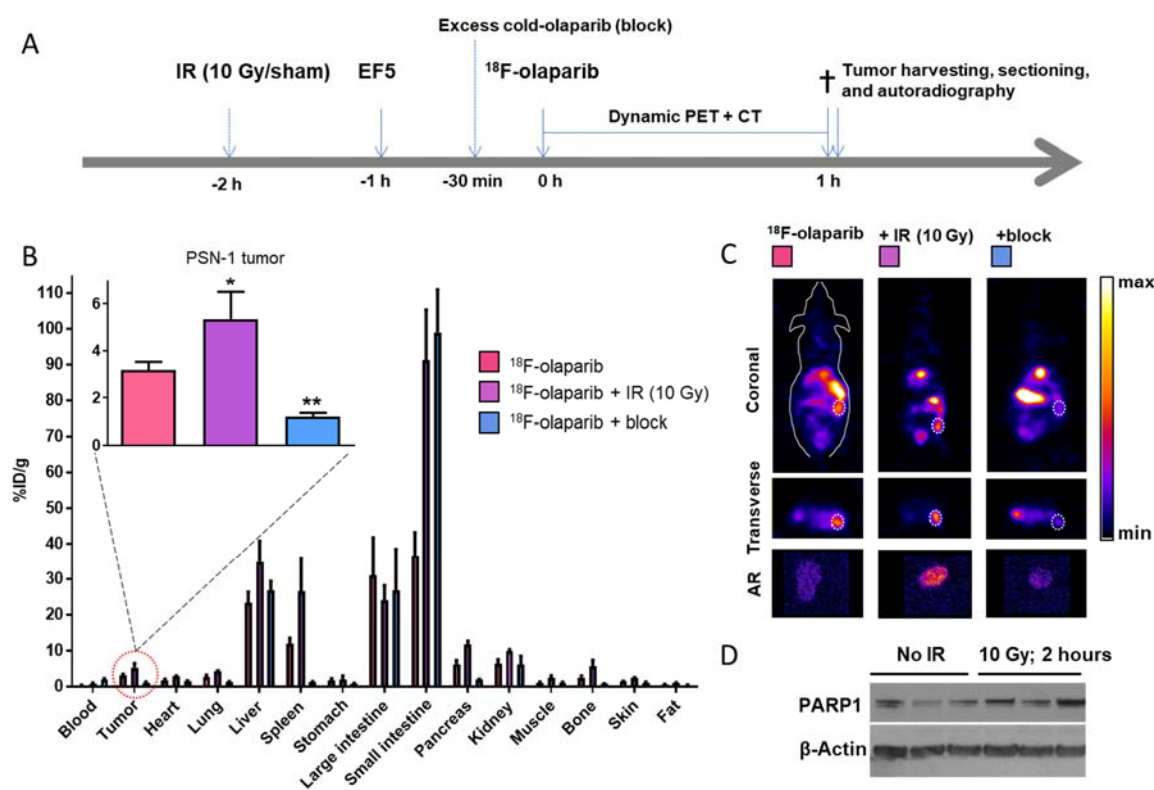 A
Excess cold-olaparib (block)
IR (10 Gy/sham)
EF5
¹⁸F-olaparib
Tumor harvesting, sectioning,
and autoradiography
Dynamic PET + CT
-2 h
-1 h
-30 min
0 h
1 h
B
PSN-1 tumor
6
4
2
0
*
**
110
100
90
80
70
60
50
40
30
20
10
0
%ID/g
¹⁸F-olaparib
¹⁸F-olaparib + IR (10 Gy)
¹⁸F-olaparib + block
Blood
Tumor
Heart
Lung
Liver
Spleen
Stomach
Large intestine
Small intestine
Pancreas
Kidney
Muscle
Bone
Skin
Fat
C
¹⁸F-olaparib
+ IR (10 Gy)
+block
Coronal
Transverse
AR
max
min
D
No IR
10 Gy; 2 hours
PARP1
β-Actin